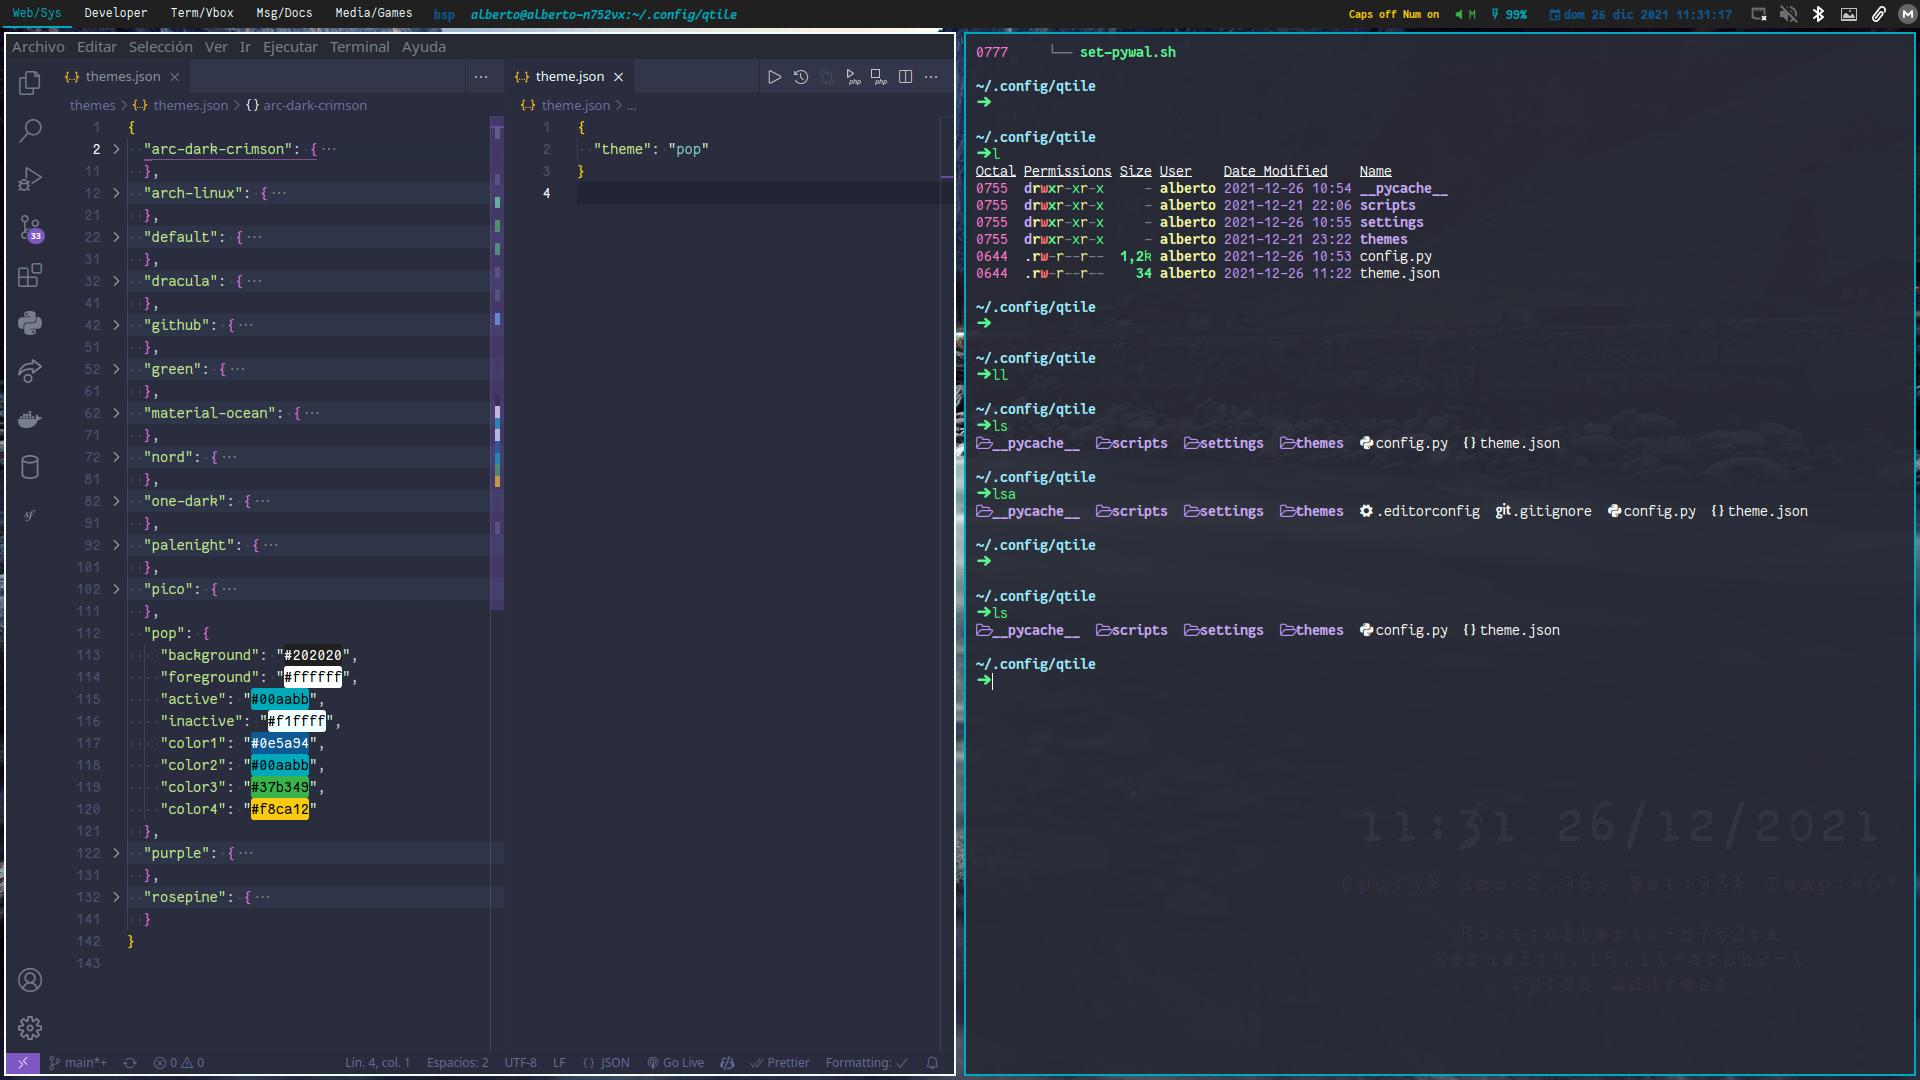 Web/Sys Developer Term/Vbox Msg/Docs Media/Games bsp alberto@alberto-n752vx:~/.config/qtile Caps off Num on M 99% dom 26 dic 2021 11:31:17 M
Archivo Editar Selección Ver Ir Ejecutar Terminal Ayuda
{..} themes.json × ···
themes > {..} themes.json > {} arc-dark-crimson
1 {
2 "arc-dark-crimson": { ···
11 },
12 "arch-linux": { ···
21 },
22 "default": { ···
31 },
32 "dracula": { ···
41 },
42 "github": { ···
51 },
52 "green": { ···
61 },
62 "material-ocean": { ···
71 },
72 "nord": { ···
81 },
82 "one-dark": { ···
91 },
92 "palenight": { ···
101 },
102 "pico": { ···
111 },
112 "pop": {
113 "background": "#202020",
114 "foreground": "#ffffff",
115 "active": "#00aabb",
116 "inactive": "#f1ffff",
117 "color1": "#0e5a94",
118 "color2": "#00aabb",
119 "color3": "#37b349",
120 "color4": "#f8ca12"
121 },
122 "purple": { ···
131 },
132 "rosepine": { ···
141 }
142 }
143
33
{..} theme.json × php php ···
{..} theme.json > ...
1 {
2 "theme": "pop"
3 }
4
main*+ 0 0 Lín. 4, col. 1 Espacios: 2 UTF-8 LF {} JSON Go Live Prettier Formatting: ✓
0777 └── set-pywal.sh
~/.config/qtile
➜
~/.config/qtile
➜l
Octal Permissions Size User Date Modified Name
0755 drwxr-xr-x - alberto 2021-12-26 10:54 __pycache__
0755 drwxr-xr-x - alberto 2021-12-21 22:06 scripts
0755 drwxr-xr-x - alberto 2021-12-26 10:55 settings
0755 drwxr-xr-x - alberto 2021-12-21 23:22 themes
0644 .rw-r--r-- 1,2k alberto 2021-12-26 10:53 config.py
0644 .rw-r--r-- 34 alberto 2021-12-26 11:22 theme.json
~/.config/qtile
➜
~/.config/qtile
➜ll
~/.config/qtile
➜ls
__pycache__ scripts settings themes config.py {} theme.json
~/.config/qtile
➜lsa
__pycache__ scripts settings themes .editorconfig git .gitignore config.py {} theme.json
~/.config/qtile
➜
~/.config/qtile
➜ls
__pycache__ scripts settings themes config.py {} theme.json
~/.config/qtile
➜
11:31 26/12/2021
Cpu:3% Ram:2,96G Bat:98% Temp:46°
Host:alberto-n752vx
Kernel:5.15.11-arch2-1
Ip:No Address